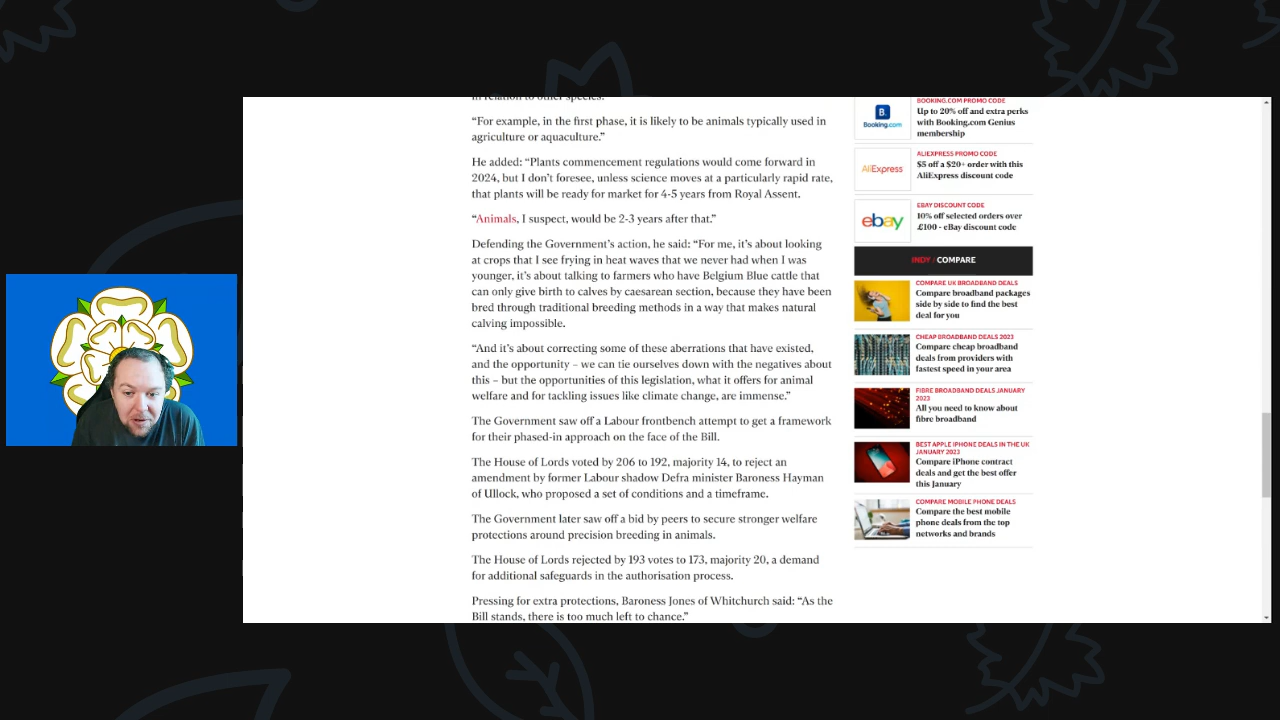 in relation to other species.
“For example, in the first phase, it is likely to be animals typically used in
agriculture or aquaculture.”
He added: “Plants commencement regulations would come forward in
2024, but I don’t foresee, unless science moves at a particularly rapid rate,
that plants will be ready for market for 4-5 years from Royal Assent.
“Animals, I suspect, would be 2-3 years after that.”
Defending the Government’s action, he said: “For me, it’s about looking
at crops that I see frying in heat waves that we never had when I was
younger, it’s about talking to farmers who have Belgium Blue cattle that
can only give birth to calves by caesarean section, because they have been
bred through traditional breeding methods in a way that makes natural
calving impossible.
“And it’s about correcting some of these aberrations that have existed,
and the opportunity – we can tie ourselves down with the negatives about
this – but the opportunities of this legislation, what it offers for animal
welfare and for tackling issues like climate change, are immense.”
The Government saw off a Labour frontbench attempt to get a framework
for their phased-in approach on the face of the Bill.
The House of Lords voted by 206 to 192, majority 14, to reject an
amendment by former Labour shadow Defra minister Baroness Hayman
of Ullock, who proposed a set of conditions and a timeframe.
The Government later saw off a bid by peers to secure stronger welfare
protections around precision breeding in animals.
The House of Lords rejected by 193 votes to 173, majority 20, a demand
for additional safeguards in the authorisation process.
Pressing for extra protections, Baroness Jones of Whitchurch said: “As the
Bill stands, there is too much left to chance.”
B.
Booking.com
BOOKING.COM PROMO CODE
Up to 20% off and extra perks
with Booking.com Genius
membership
AliExpress
ALIEXPRESS PROMO CODE
$5 off a $20+ order with this
AliExpress discount code
ebay
EBAY DISCOUNT CODE
10% off selected orders over
£100 - eBay discount code
INDY / COMPARE
COMPARE UK BROADBAND DEALS
Compare broadband packages
side by side to find the best
deal for you
CHEAP BROADBAND DEALS 2023
Compare cheap broadband
deals from providers with
fastest speed in your area
FIBRE BROADBAND DEALS JANUARY
2023
All you need to know about
fibre broadband
BEST APPLE IPHONE DEALS IN THE UK
JANUARY 2023
Compare iPhone contract
deals and get the best offer
this January
COMPARE MOBILE PHONE DEALS
Compare the best mobile
phone deals from the top
networks and brands